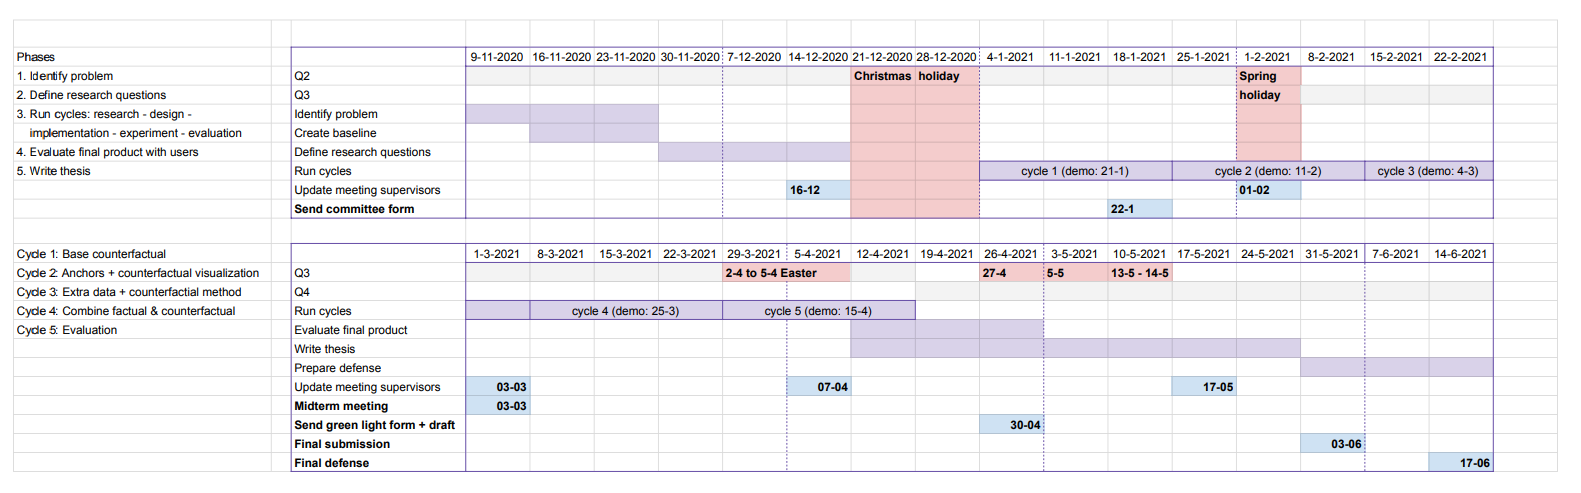 Phases 9-11-2020 16-11-2020 23-11-2020 30-11-2020 7-12-2020 14-12-2020 21-12-2020 28-12-2020 4-1-2021 11-1-2021 18-1-2021 25-1-2021 1-2-2021 8-2-2021 15-2-2021 22-2-2021
1. Identify problem Q2 Christmas holiday Spring
2. Define research questions Q3 holiday
3. Run cycles: research - design - Identify problem
implementation - experiment - evaluation Create baseline
4. Evaluate final product with users Define research questions
5. Write thesis Run cycles cycle 1 (demo: 21-1) cycle 2 (demo: 11-2) cycle 3 (demo: 4-3)
Update meeting supervisors 16-12 01-02
Send committee form 22-1
Cycle 1: Base counterfactual 1-3-2021 8-3-2021 15-3-2021 22-3-2021 29-3-2021 5-4-2021 12-4-2021 19-4-2021 26-4-2021 3-5-2021 10-5-2021 17-5-2021 24-5-2021 31-5-2021 7-6-2021 14-6-2021
Cycle 2: Anchors + counterfactual visualization Q3 2-4 to 5-4 Easter 27-4 5-5 13-5 - 14-5
Cycle 3: Extra data + counterfactial method Q4
Cycle 4: Combine factual & counterfactual Run cycles cycle 4 (demo: 25-3) cycle 5 (demo: 15-4)
Cycle 5: Evaluation Evaluate final product
Write thesis
Prepare defense
Update meeting supervisors 03-03 07-04 17-05
Midterm meeting 03-03
Send green light form + draft 30-04
Final submission 03-06
Final defense 17-06